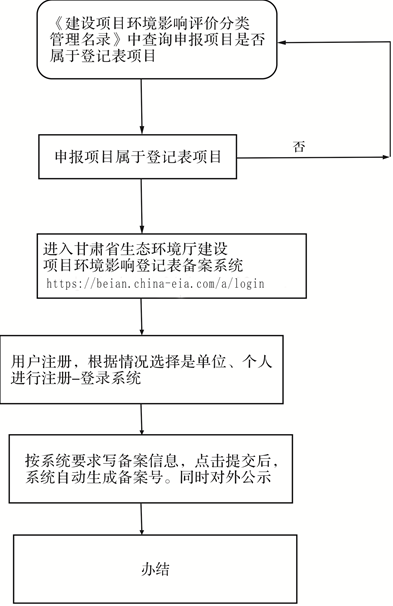 《建设项目环境影响评价分类
管理名录》中查询申报项目是否
属于登记表项目
申报项目属于登记表项目
否
进入甘肃省生态环境厅建设
项目环境影响登记表备案系统
https://beian.china-eia.com/a/login
用户注册，根据情况选择是单位、个人
进行注册-登录系统
按系统要求写备案信息，点击提交后，
系统自动生成备案号。同时对外公示
办结